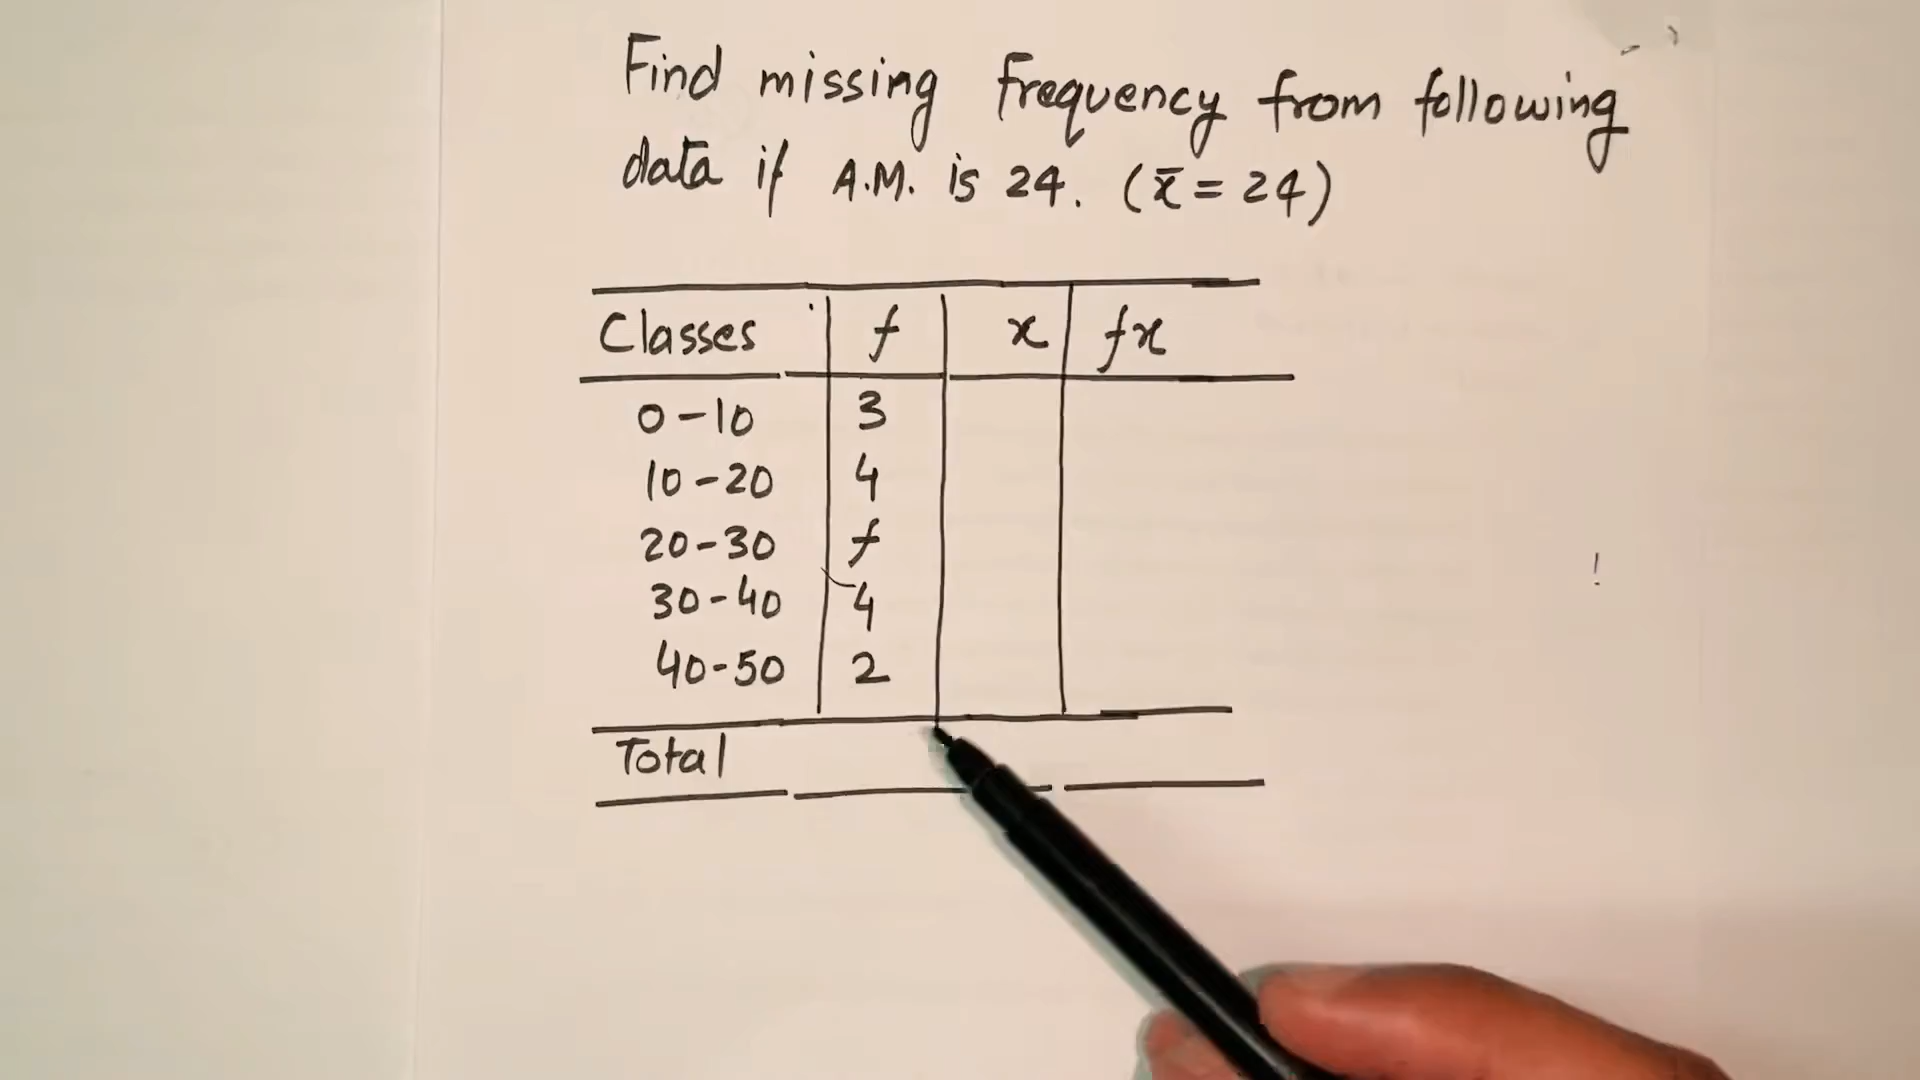 Find missing frequency from following
data if A.M. is 24. (x̄ = 24)
Classes f x fx
0-10 3
10-20 4
20-30 f
30-40 4
40-50 2
Total
!